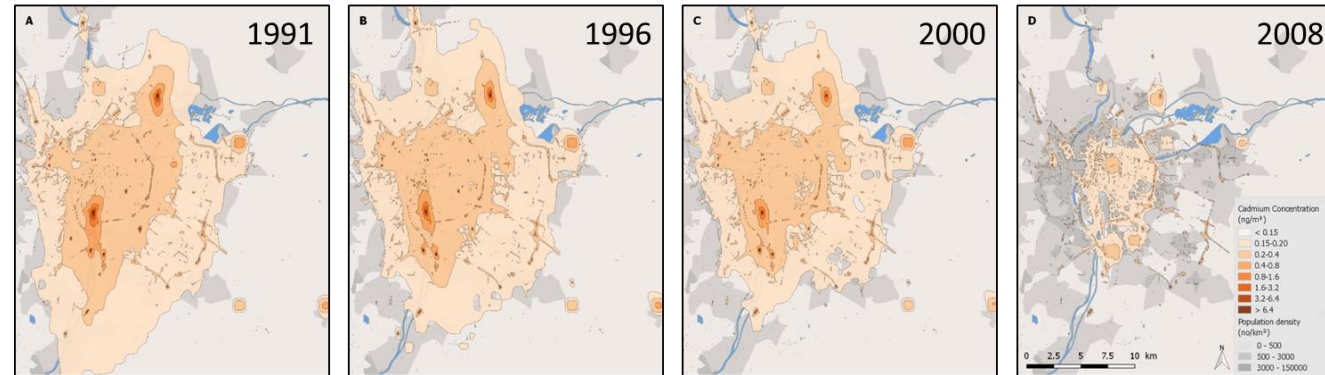 A
1991
B
1996
C
2000
D
2008
Cadmium Concentration
(ng/m³)
< 0.15
0.15-0.20
0.2-0.4
0.4-0.8
0.8-1.6
1.6-3.2
3.2-6.4
> 6.4
Population density
(no/km²)
0 - 500
500 - 3000
3000 - 150000
N
0 2.5 5 7.5 10 km